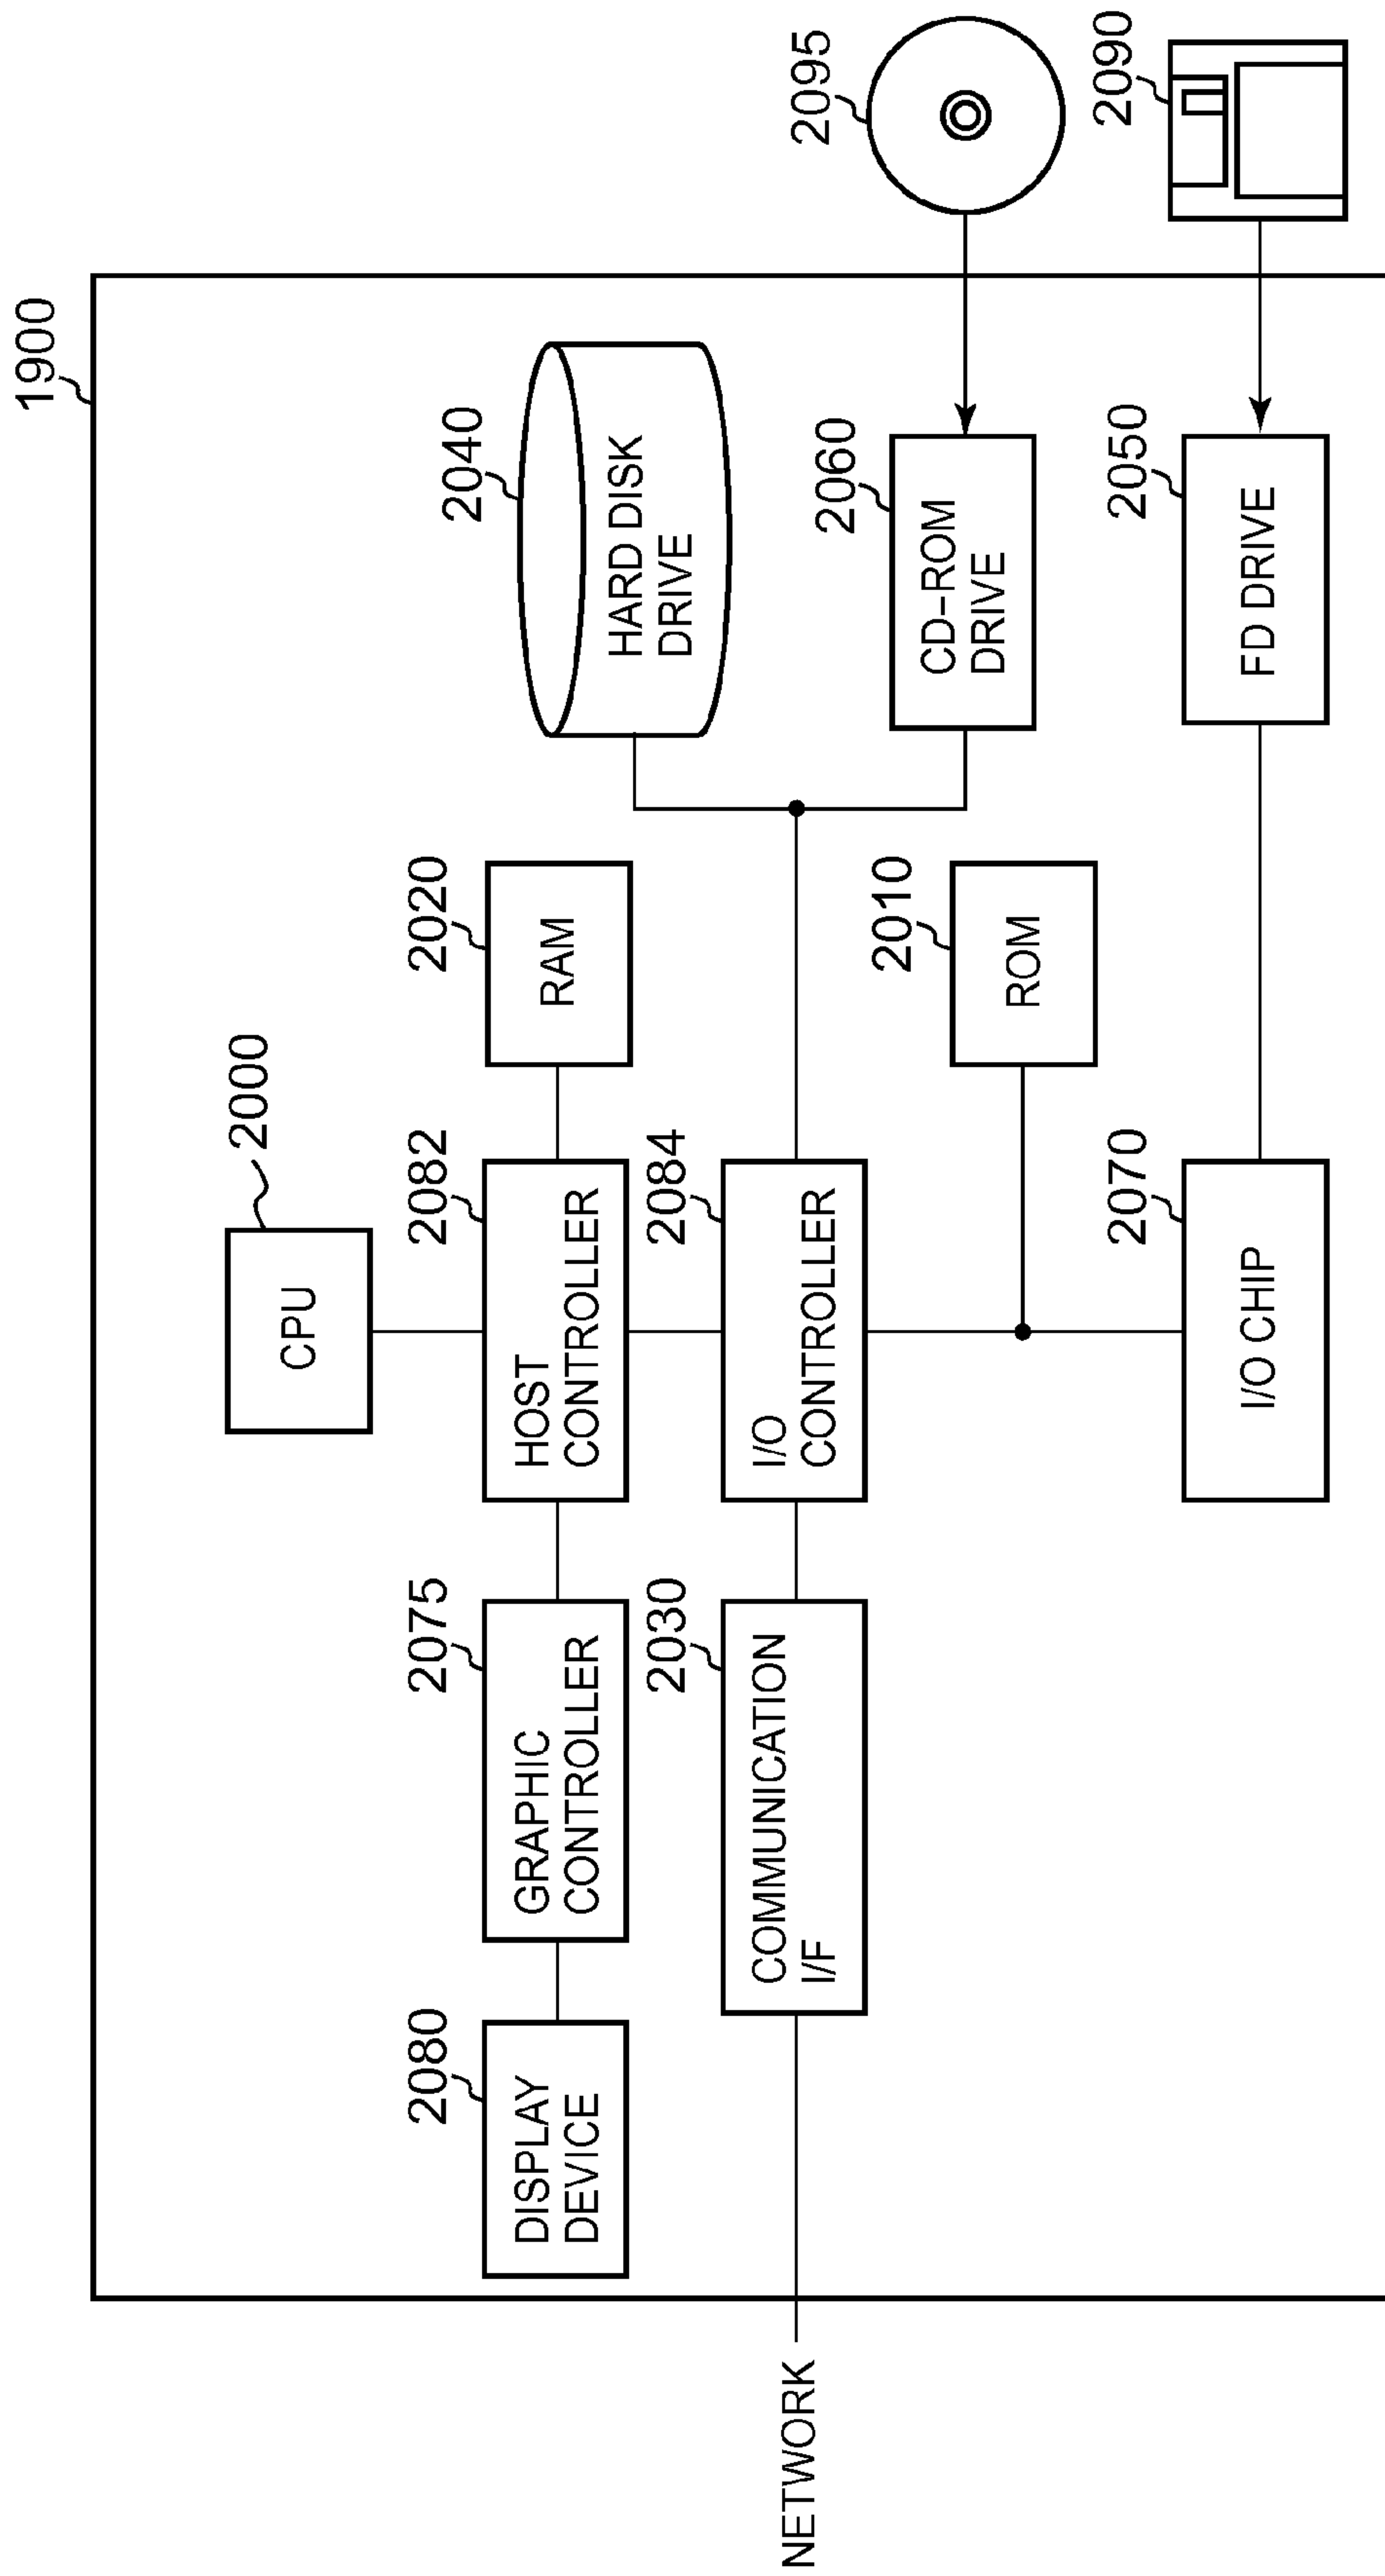 1900
2000
CPU
2080
DISPLAY
DEVICE
2075
GRAPHIC
CONTROLLER
2082
HOST
CONTROLLER
2020
RAM
2040
HARD DISK
DRIVE
2095
NETWORK
2030
COMMUNICATION
I/F
2084
I/O
CONTROLLER
2060
CD-ROM
DRIVE
2010
ROM
2090
2070
I/O CHIP
2050
FD DRIVE